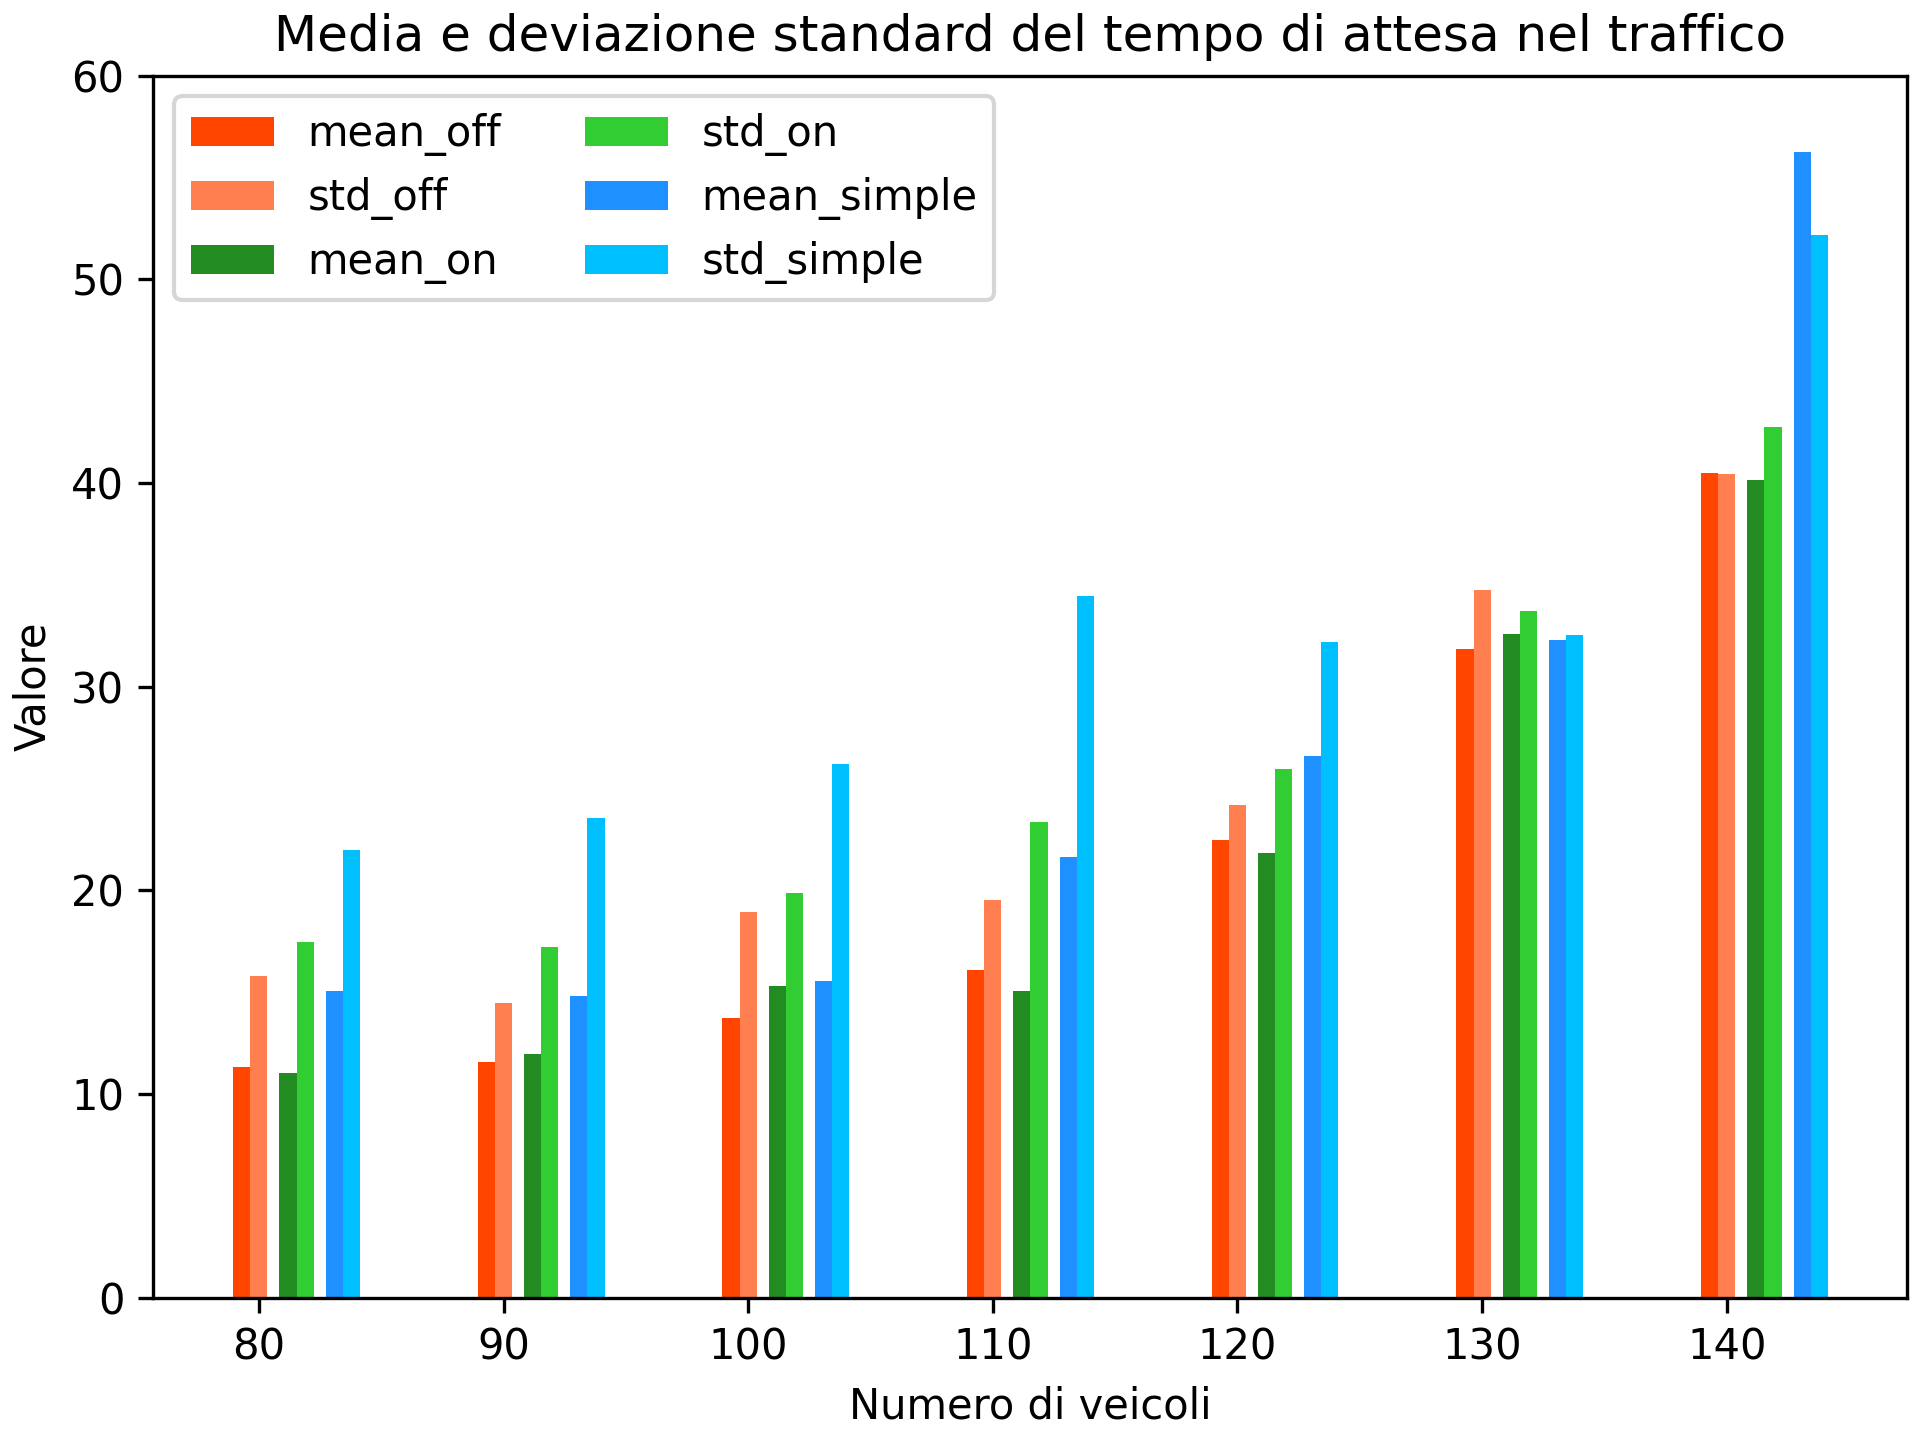 Media e deviazione standard del tempo di attesa nel traffico
60
50
40
30
20
10
0
Valore
mean_off
std_off
mean_on
std_on
mean_simple
std_simple
80 90 100 110 120 130 140
Numero di veicoli